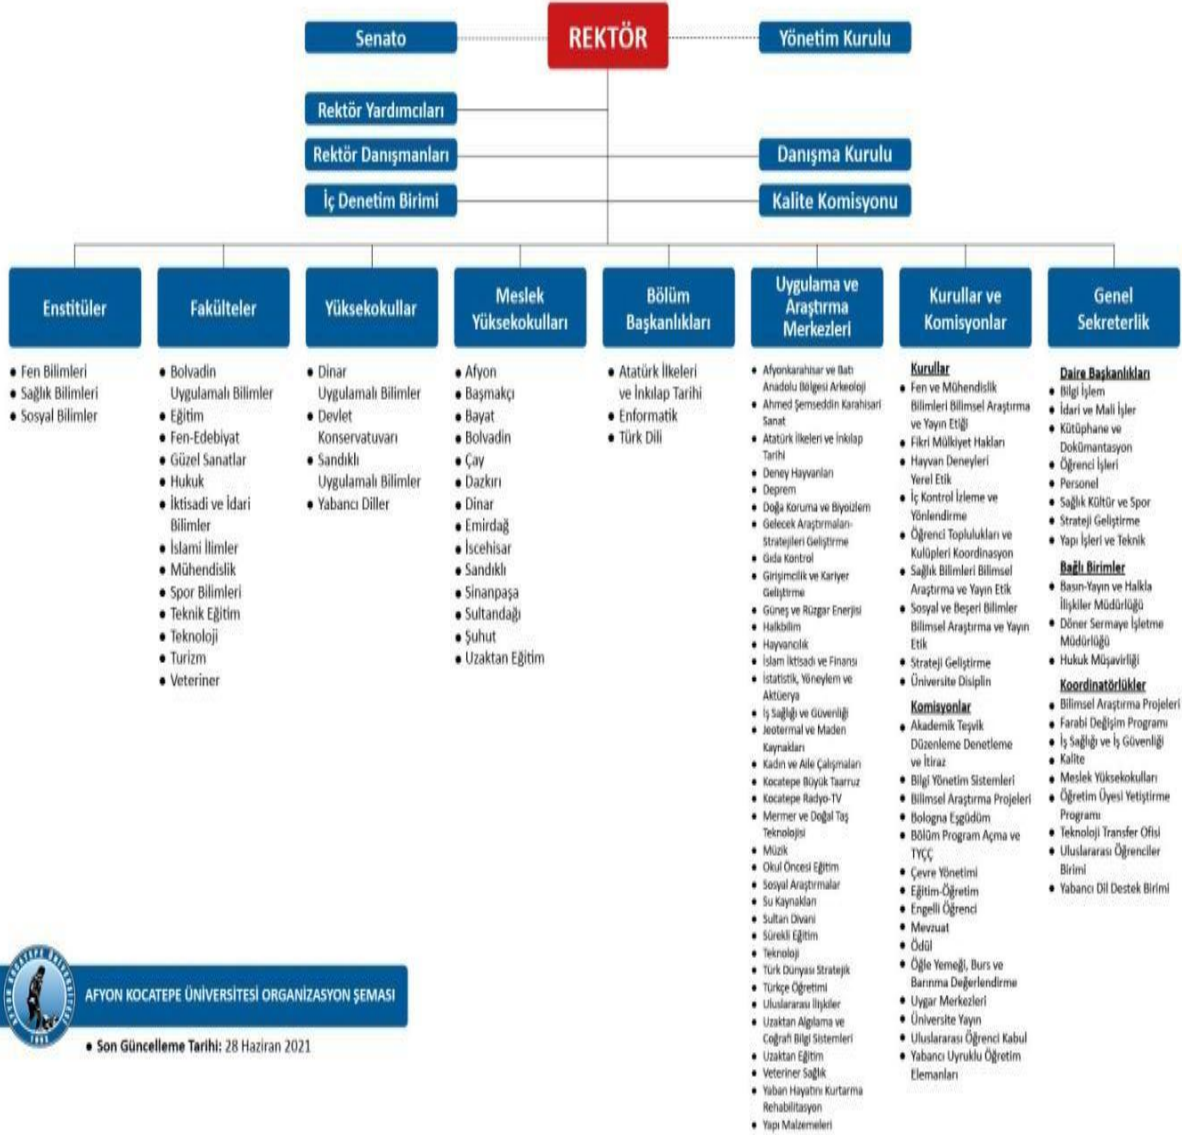 REKTÖR
Senato
Yönetim Kurulu
Rektör Yardımcıları
Rektör Danışmanları
Danışma Kurulu
İç Denetim Birimi
Kalite Komisyonu
Enstitüler
• Fen Bilimleri
• Sağlık Bilimleri
• Sosyal Bilimler
Fakülteler
• Bolvadin
Uygulamalı Bilimler
• Eğitim
• Fen-Edebiyat
• Güzel Sanatlar
• Hukuk
• İktisadi ve İdari
Bilimler
• İslami İlimler
• Mühendislik
• Spor Bilimleri
• Teknik Eğitim
• Teknoloji
• Turizm
• Veteriner
Yüksekokullar
• Dinar
Uygulamalı Bilimler
• Devlet
Konservatuvarı
• Sandıklı
Uygulamalı Bilimler
• Yabancı Diller
Meslek
Yüksekokulları
• Afyon
• Başmakçı
• Bayat
• Bolvadin
• Çay
• Dazkırı
• Dinar
• Emirdağ
• İscehisar
• Sandıklı
• Sinanpaşa
• Sultandağı
• Şuhut
• Uzaktan Eğitim
Bölüm
Başkanlıkları
• Atatürk İlkeleri
ve İnkılap Tarihi
• Enformatik
• Türk Dili
Uygulama ve
Araştırma
Merkezleri
• Afyonkarahisar ve Batı
Anadolu Bölgesi Arkeoloji
• Ahmed Şemseddin Karahisari
Sanat
• Atatürk İlkeleri ve İnkılap
Tarihi
• Deney Hayvanları
• Deprem
• Doğa Koruma ve Biyoizlem
• Gelecek Araştırmaları-
Stratejileri Geliştirme
• Gıda Kontrol
• Girişimcilik ve Kariyer
Geliştirme
• Güneş ve Rüzgar Enerjisi
• Halkbilim
• Hayvancılık
• İslam İktisadi ve Finansı
• İstatistik, Yöneylem ve
Aktüerya
• İş Sağlığı ve Güvenliği
• Jeotermal ve Maden
Kaynakları
• Kadın ve Aile Çalışmaları
• Kocatepe Büyük Taarruz
• Kocatepe Radyo-TV
• Mermer ve Doğal Taş
Teknolojisi
• Müzik
• Okul Öncesi Eğitim
• Sosyal Araştırmalar
• Su Kaynakları
• Sultan Divani
• Sürekli Eğitim
• Teknoloji
• Türk Dünyası Stratejik
• Türkçe Öğretimi
• Uluslararası İlişkiler
• Uzaktan Algılama ve
Coğrafi Bilgi Sistemleri
• Uzaktan Eğitim
• Veteriner Sağlık
• Yaban Hayatını Kurtarma
Rehabilitasyon
• Yapı Malzemeleri
Kurullar ve
Komisyonlar
Kurullar
• Fen ve Mühendislik
Bilimleri Bilimsel Araştırma
ve Yayın Etiği
• Fikri Mülkiyet Hakları
• Hayvan Deneyleri
Yerel Etik
• İç Kontrol İzleme ve
Yönlendirme
• Öğrenci Toplulukları ve
Kulüpleri Koordinasyon
• Sağlık Bilimleri Bilimsel
Araştırma ve Yayın Etik
• Sosyal ve Beşeri Bilimler
Bilimsel Araştırma ve Yayın
Etik
• Strateji Geliştirme
• Üniversite Disiplin
Komisyonlar
• Akademik Teşvik
Düzenleme Denetleme
ve İtiraz
• Bilgi Yönetim Sistemleri
• Bilimsel Araştırma Projeleri
• Bologna Eşgüdüm
• Bölüm Program Açma ve
TYÇÇ
• Çevre Yönetimi
• Eğitim-Öğretim
• Engelli Öğrenci
• Mevzuat
• Ödül
• Öğle Yemeği, Burs ve
Barınma Değerlendirme
• Uygar Merkezleri
• Üniversite Yayın
• Uluslararası Öğrenci Kabul
• Yabancı Uyruklu Öğretim
Elemanları
Genel
Sekreterlik
Daire Başkanlıkları
• Bilgi İşlem
• İdari ve Mali İşler
• Kütüphane ve
Dokümantasyon
• Öğrenci İşleri
• Personel
• Sağlık Kültür ve Spor
• Strateji Geliştirme
• Yapı İşleri ve Teknik
Bağlı Birimler
• Basın-Yayın ve Halkla
İlişkiler Müdürlüğü
• Döner Sermaye İşletme
Müdürlüğü
• Hukuk Müşavirliği
Koordinatörlükler
• Bilimsel Araştırma Projeleri
• Farabi Değişim Programı
• İş Sağlığı ve İş Güvenliği
• Kalite
• Meslek Yüksekokulları
• Öğretim Üyesi Yetiştirme
Programı
• Teknoloji Transfer Ofisi
• Uluslararası Öğrenciler
Birimi
• Yabancı Dil Destek Birimi
AFYON KOCATEPE ÜNİVERSİTESİ
1992
AFYON KOCATEPE ÜNİVERSİTESİ ORGANİZASYON ŞEMASI
• Son Güncelleme Tarihi: 28 Haziran 2021